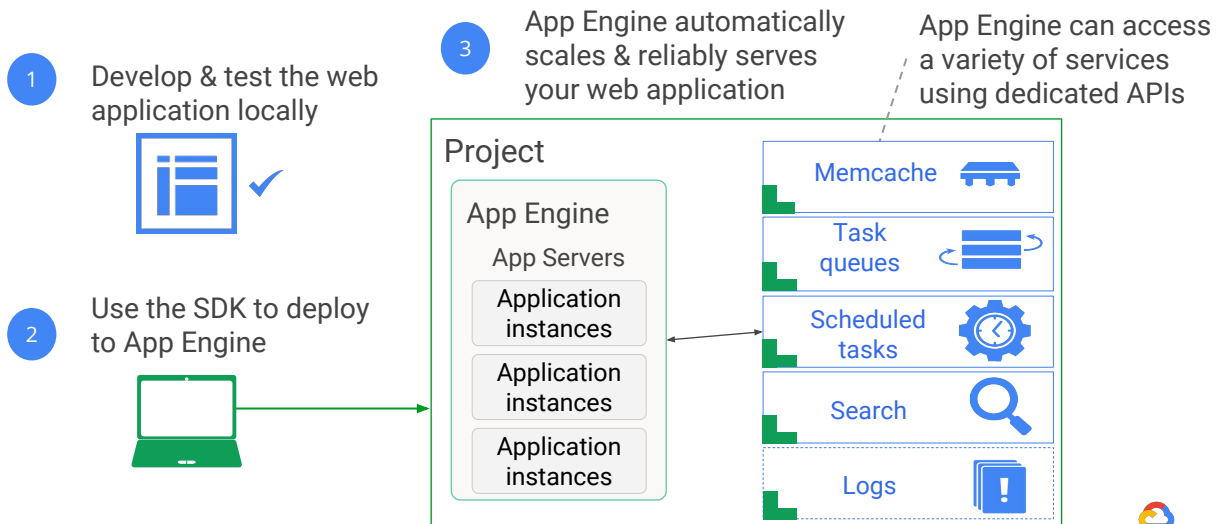 1
Develop & test the web
application locally
2
Use the SDK to deploy
to App Engine
3
App Engine automatically
scales & reliably serves
your web application
App Engine can access
a variety of services
using dedicated APIs
Project
App Engine
App Servers
Application
instances
Application
instances
Application
instances
Memcache
Task
queues
Scheduled
tasks
Search
Logs
!